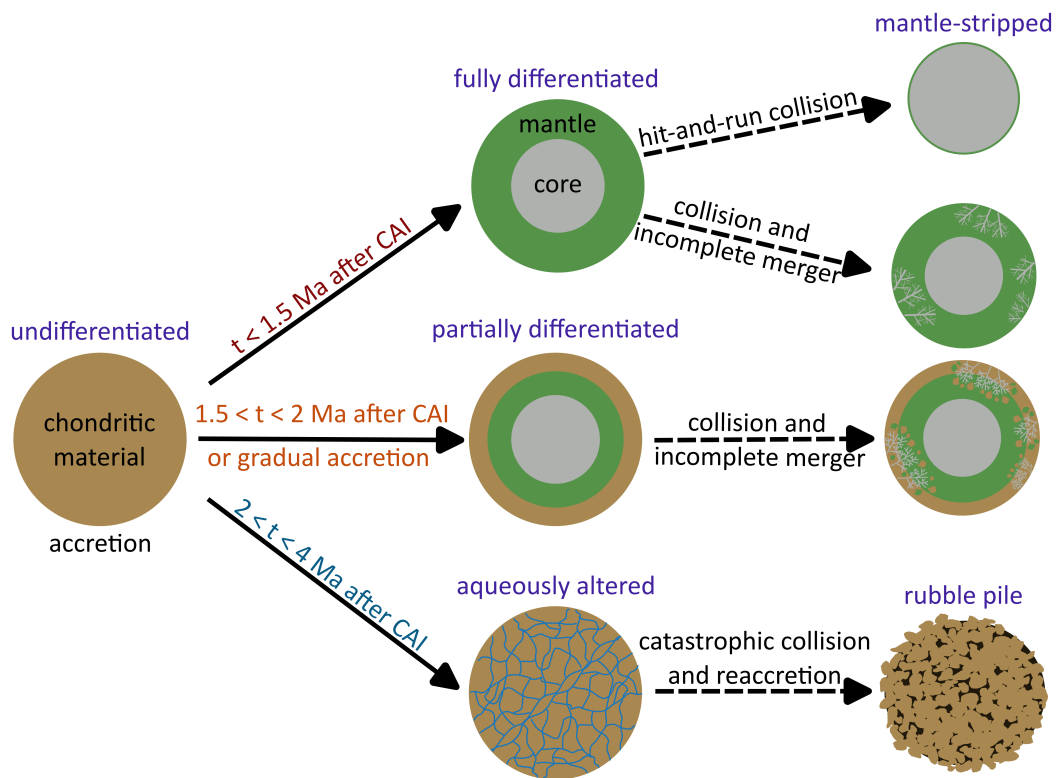 mantle-stripped
fully differentiated
hit-and-run collision
mantle
core
collision and
incomplete merger
t < 1.5 Ma after CAI
undifferentiated
partially differentiated
chondritic
material
accretion
1.5 < t < 2 Ma after CAI
or gradual accretion
collision and
incomplete merger
2 < t < 4 Ma after CAI
aqueously altered
rubble pile
catastrophic collision
and reaccretion